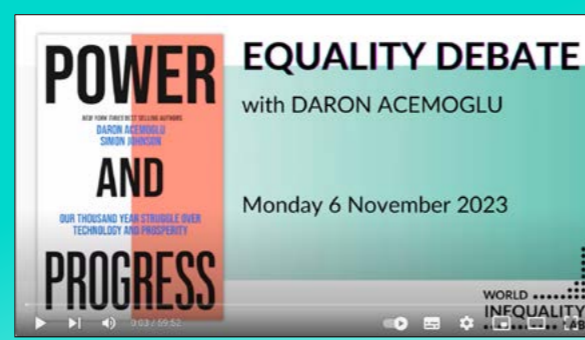 POWER
NEW YORK TIMES BEST SELLING AUTHORS
DARON ACEMOGLU
SIMON JOHNSON
AND
OUR THOUSAND YEAR STRUGGLE OVER
TECHNOLOGY AND PROSPERITY
PROGRESS
EQUALITY DEBATE
with DARON ACEMOGLU
Monday 6 November 2023
WORLD
INEQUALITY
LAB
0:03 / 59:52